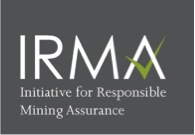 IRMA
Initiative for Responsible
Mining Assurance